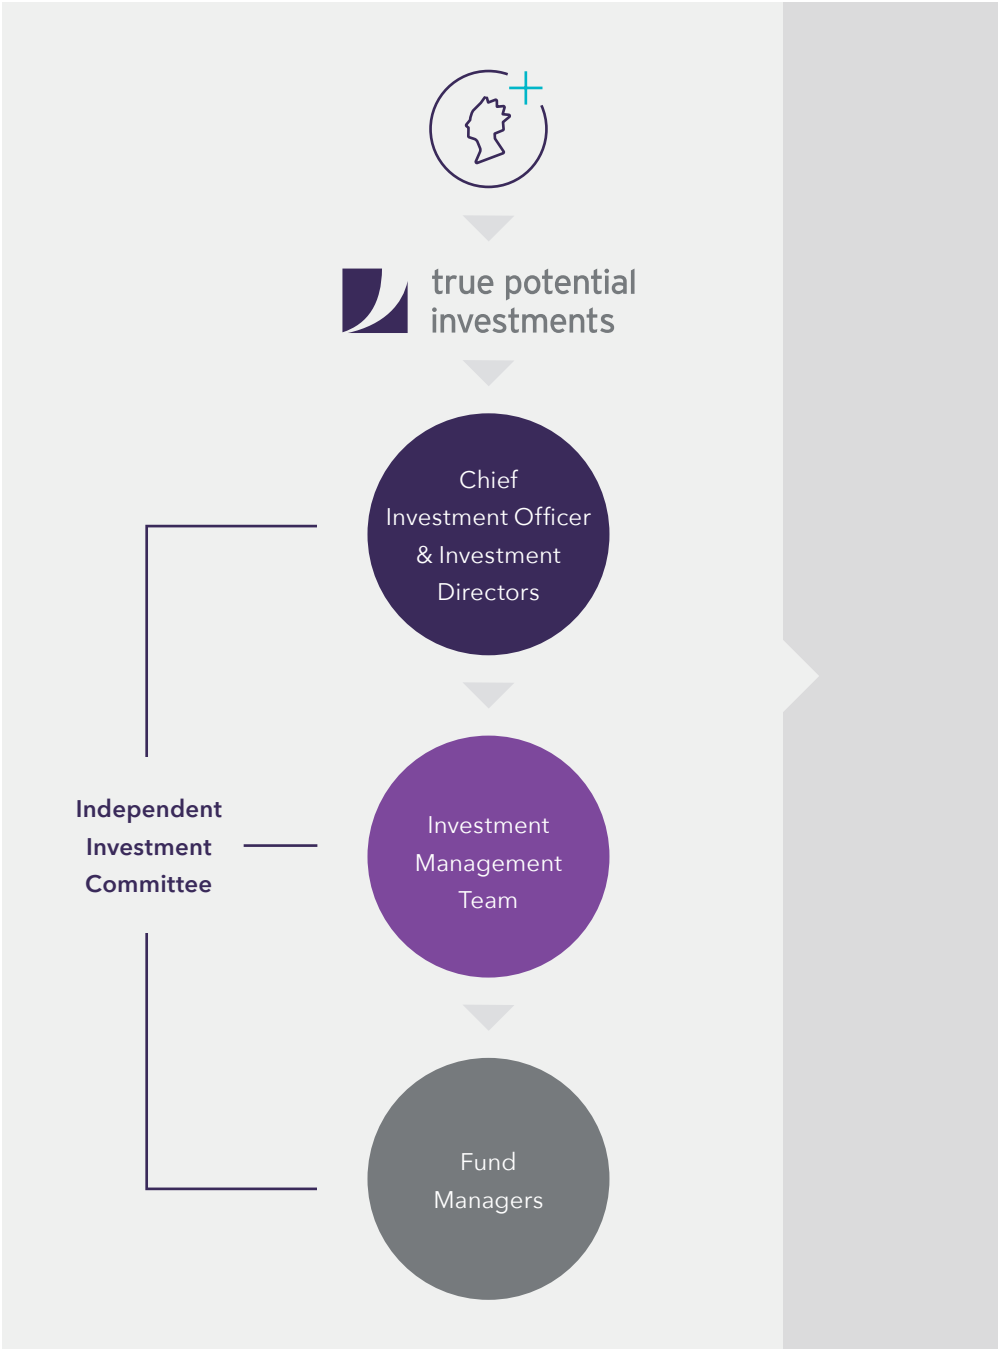 true potential
investments
Chief
Investment Officer
& Investment
Directors
Independent
Investment
Committee
Investment
Management
Team
Fund
Managers